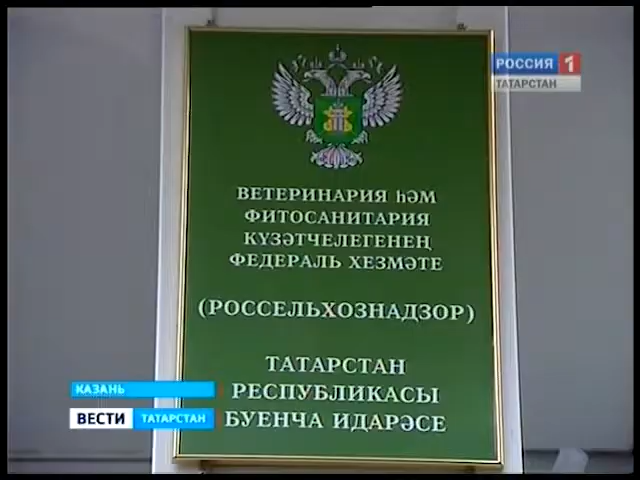 РОССИЯ 1
ТАТАРСТАН
ВЕТЕРИНАРИЯ ҺӘМ
ФИТОСАНИТАРИЯ
КҮЗӘТЧЕЛЕГЕНЕҢ
ФЕДЕРАЛЬ ХЕЗМӘТЕ
(РОССЕЛЬХОЗНАДЗОР)
ТАТАРСТАН
РЕСПУБЛИКАСЫ
БУЕНЧА ИДАРӘСЕ
КАЗАНЬ
ВЕСТИ ТАТАРСТАН